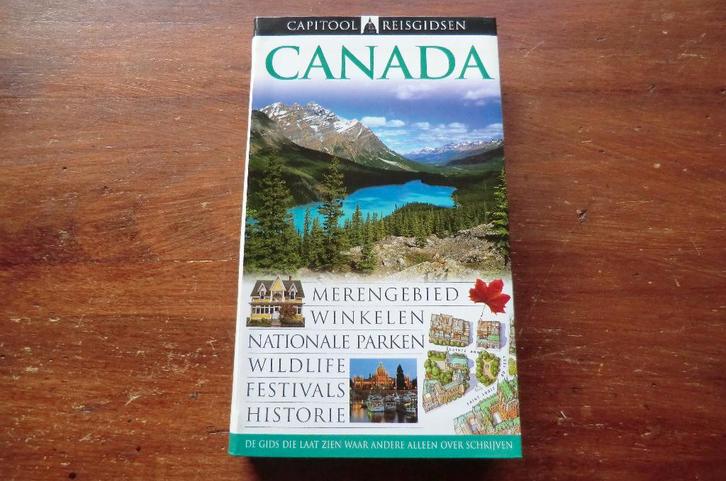 CAPITOOL REISGIDSEN
CANADA
MERENGEBIED
WINKELEN
NATIONALE PARKEN
WILDLIFE
FESTIVALS
HISTORIE
DE GIDS DIE LAAT ZIEN WAAR ANDERE ALLEEN OVER SCHRIJVEN